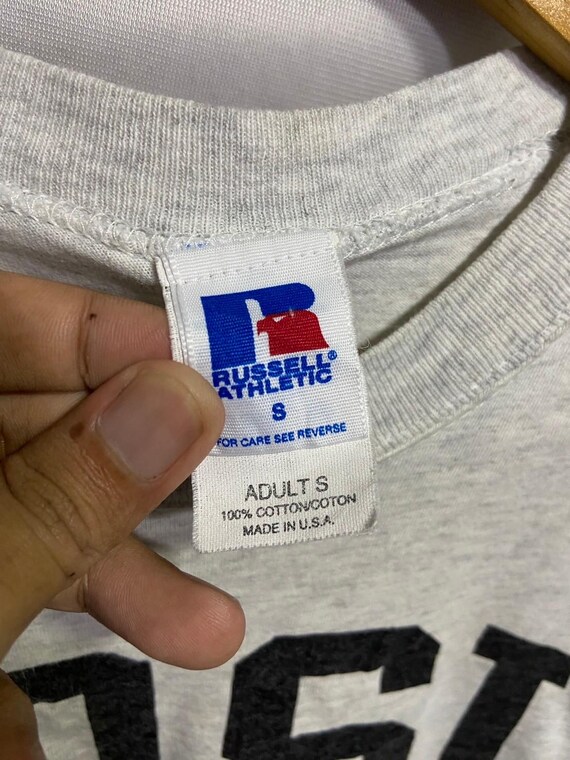 R
RUSSELL®
ATHLETIC
S
FOR CARE SEE REVERSE
ADULT S
100% COTTON/COTON
MADE IN U.S.A.